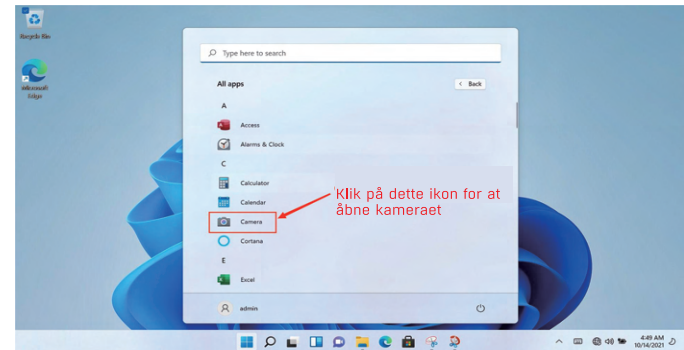 Recycle Bin
Microsoft
Edge
Type here to search
All apps
< Back
A
Access
Alarms & Clock
C
Calculator
Calendar
Camera
Cortana
E
Excel
Klik på dette ikon for at
åbne kameraet
admin
4:49 AM
10/14/2021